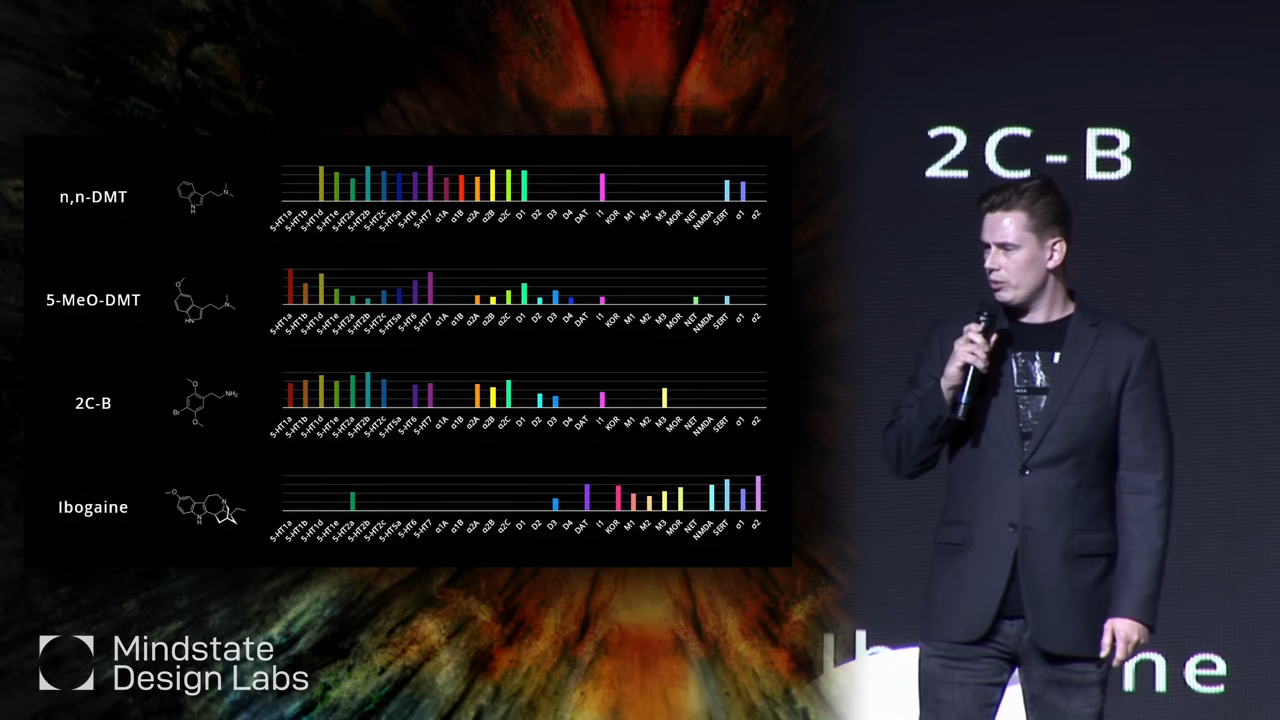 2C-B
n,n-DMT
N
NH
5-HT1a 5-HT1b 5-HT1d 5-HT1e 5-HT2a 5-HT2b 5-HT2c 5-HT5a 5-HT6 5-HT7 α1A α1B α2A α2B α2C D1 D2 D3 D4 DAT I1 KOR M1 M2 M3 MOR NET NMDA SERT σ1 σ2
5-MeO-DMT
O
N
NH
5-HT1a 5-HT1b 5-HT1d 5-HT1e 5-HT2a 5-HT2b 5-HT2c 5-HT5a 5-HT6 5-HT7 α1A α1B α2A α2B α2C D1 D2 D3 D4 DAT I1 KOR M1 M2 M3 MOR NET NMDA SERT σ1 σ2
2C-B
O
NH2
Br
O
5-HT1a 5-HT1b 5-HT1d 5-HT1e 5-HT2a 5-HT2b 5-HT2c 5-HT5a 5-HT6 5-HT7 α1A α1B α2A α2B α2C D1 D2 D3 D4 DAT I1 KOR M1 M2 M3 MOR NET NMDA SERT σ1 σ2
Ibogaine
O
N
NH
5-HT1a 5-HT1b 5-HT1d 5-HT1e 5-HT2a 5-HT2b 5-HT2c 5-HT5a 5-HT6 5-HT7 α1A α1B α2A α2B α2C D1 D2 D3 D4 DAT I1 KOR M1 M2 M3 MOR NET NMDA SERT σ1 σ2
Mindstate
Design Labs
ne